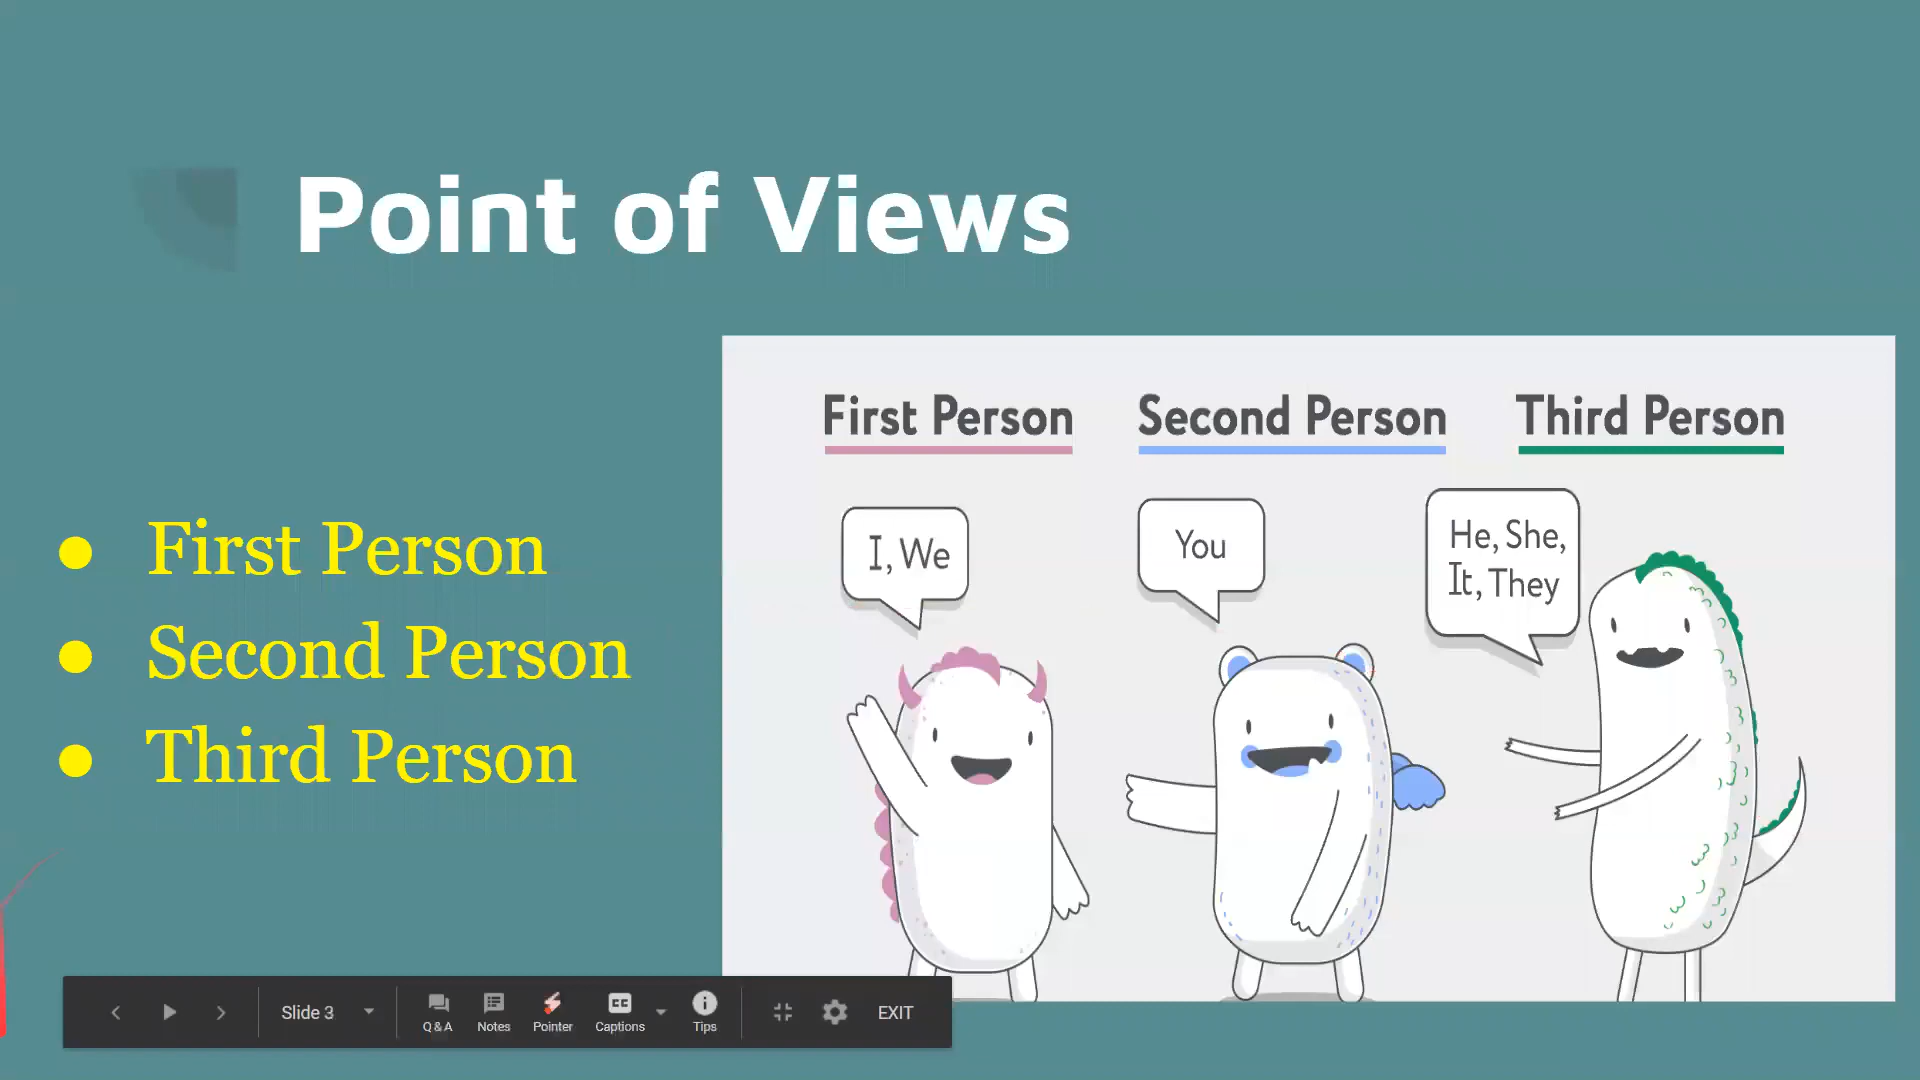 Point of Views
First Person
Second Person
Third Person
First Person
Second Person
Third Person
I, We
You
He, She,
It, They
Slide 3
Q & A
Notes
Pointer
CC
Captions
Tips
EXIT